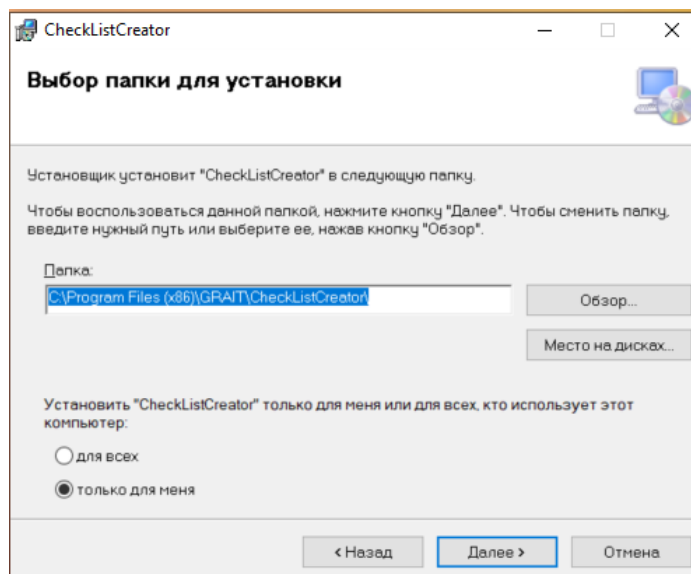 CheckListCreator
Выбор папки для установки
Установщик установит "CheckListCreator" в следующую папку.
Чтобы воспользоваться данной папкой, нажмите кнопку "Далее". Чтобы сменить папку,
введите нужный путь или выберите ее, нажав кнопку "Обзор".
Папка:
C:\Program Files (x86)\GRAIT\CheckListCreator\
Обзор...
Место на дисках...
Установить "CheckListCreator" только для меня или для всех, кто использует этот
компьютер:
для всех
только для меня
< Назад
Далее >
Отмена